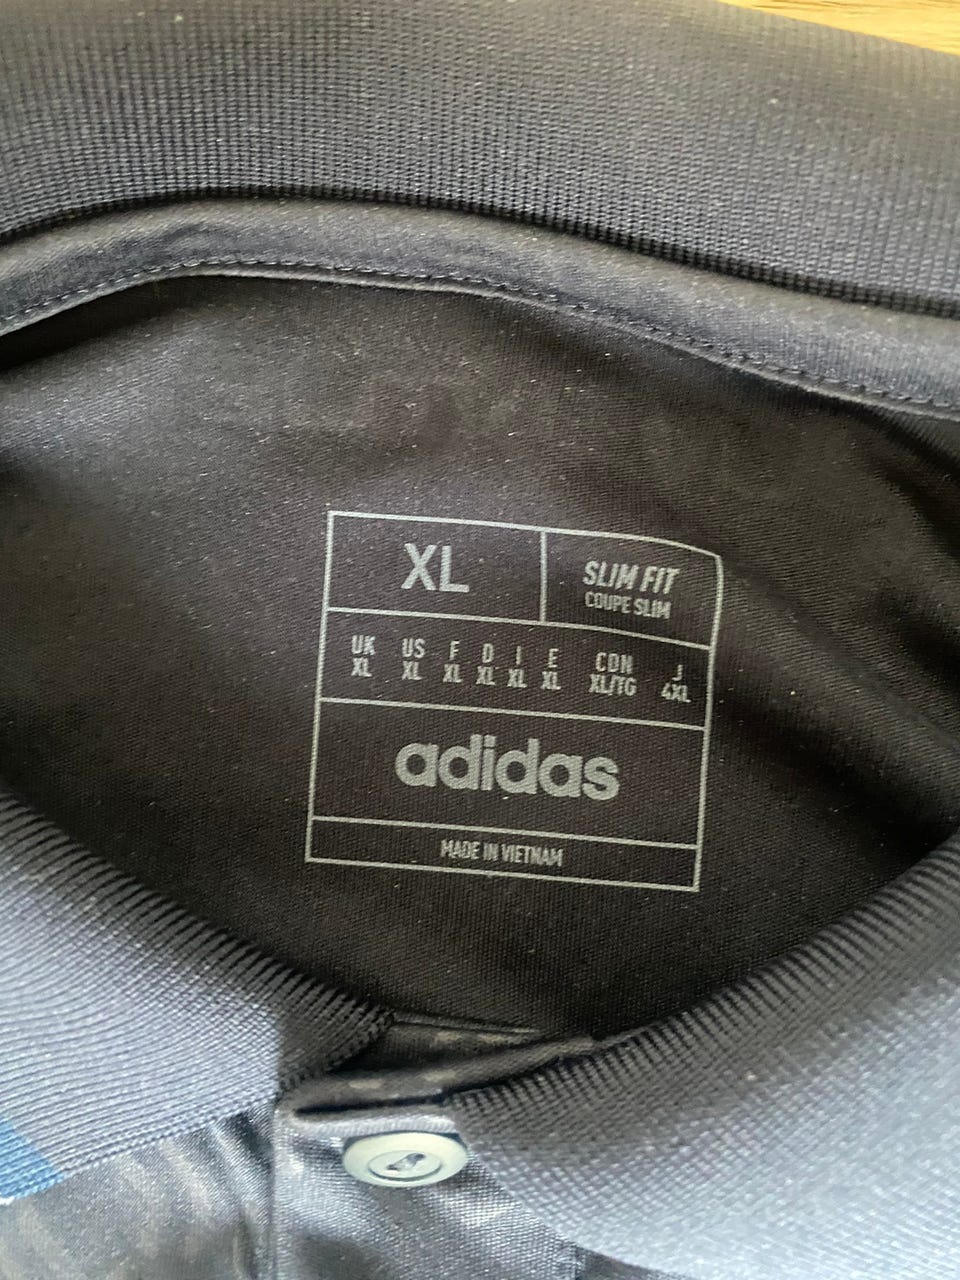 XL
SLIM FIT
COUPE SLIM
UK US F D I E CDN J
XL XL XL XL XL XL XL/TG 4XL
adidas
MADE IN VIETNAM